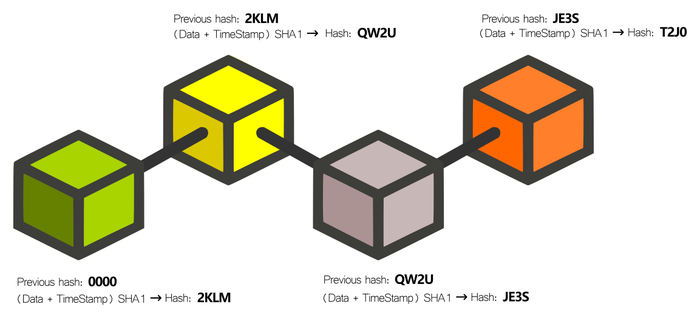 Previous hash: 2KLM
(Data + TimeStamp) SHA1 → Hash: QW2U
Previous hash: JE3S
(Data + TimeStamp) SHA1 → Hash: T2J0
Previous hash: 0000
(Data + TimeStamp) SHA1 → Hash: 2KLM
Previous hash: QW2U
(Data + TimeStamp) SHA1 → Hash: JE3S